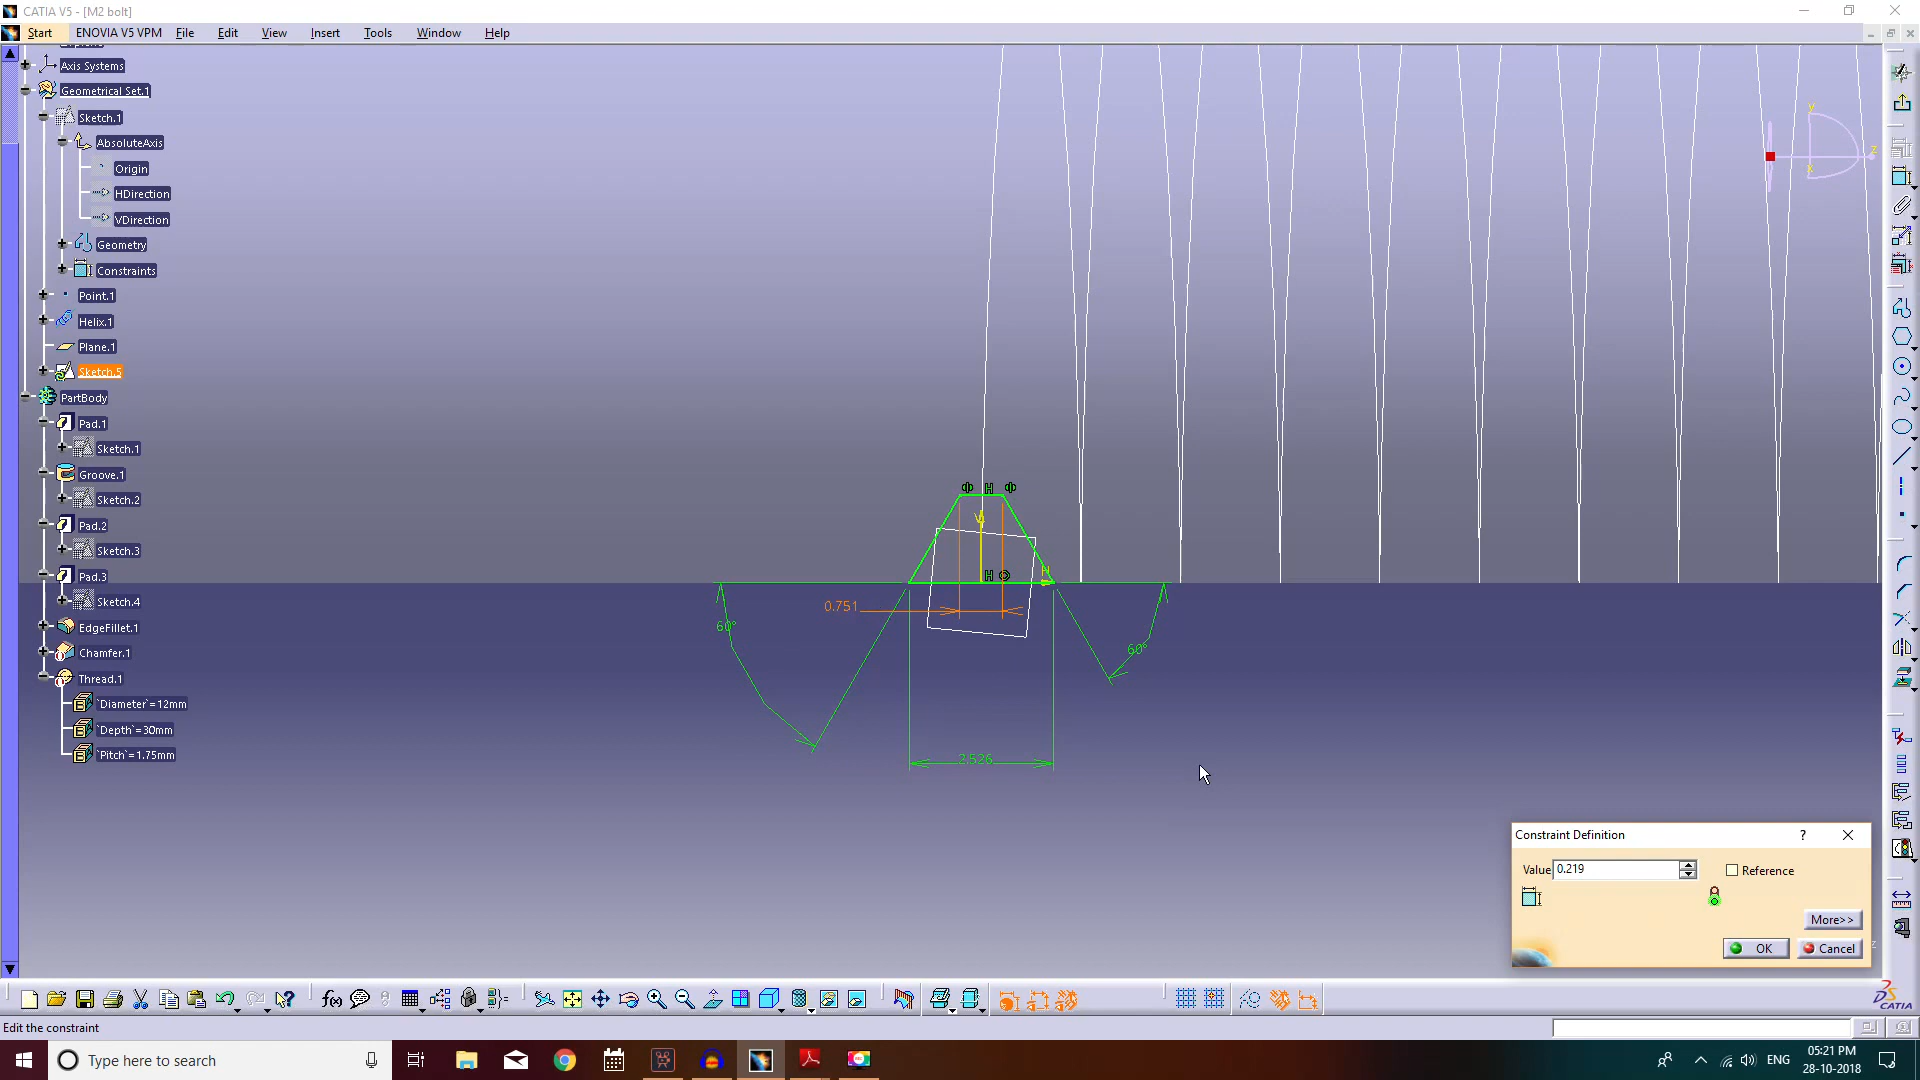 CATIA V5 - [M2 bolt]
Start ENOVIA V5 VPM File Edit View Insert Tools Window Help
Axis Systems
Geometrical Set.1
Sketch.1
AbsoluteAxis
Origin
HDirection
VDirection
Geometry
Constraints
Point.1
Helix.1
Plane.1
Sketch.5
PartBody
Pad.1
Sketch.1
Groove.1
Sketch.2
Pad.2
Sketch.3
Pad.3
Sketch.4
EdgeFillet.1
Chamfer.1
Thread.1
`Diameter`=12mm
`Depth`=30mm
`Pitch`=1.75mm
y
z
x
H
V
H
H
0.751
60°
60°
2.526
Constraint Definition ?
Value 0.219 Reference
More>>
OK Cancel
CATIA
Edit the constraint
Type here to search
ENG
05:21 PM
28-10-2018